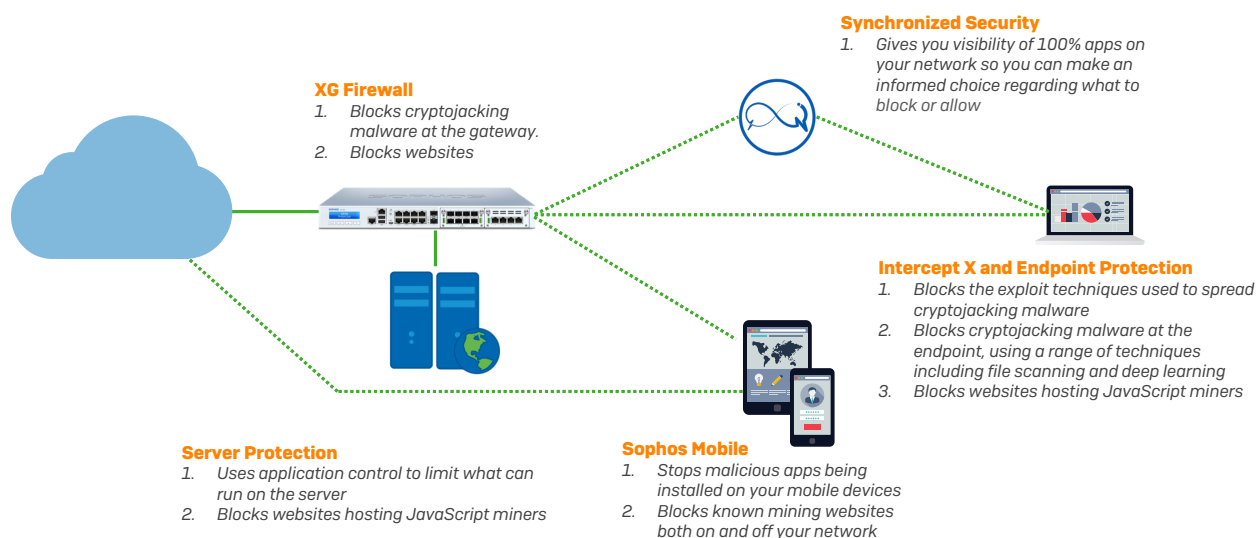 Synchronized Security
1. Gives you visibility of 100% apps on
your network so you can make an
informed choice regarding what to
block or allow
XG Firewall
1. Blocks cryptojacking
malware at the gateway.
2. Blocks websites
SOPHOS
Intercept X and Endpoint Protection
1. Blocks the exploit techniques used to spread
cryptojacking malware
2. Blocks cryptojacking malware at the
endpoint, using a range of techniques
including file scanning and deep learning
3. Blocks websites hosting JavaScript miners
Server Protection
1. Uses application control to limit what can
run on the server
2. Blocks websites hosting JavaScript miners
Sophos Mobile
1. Stops malicious apps being
installed on your mobile devices
2. Blocks known mining websites
both on and off your network